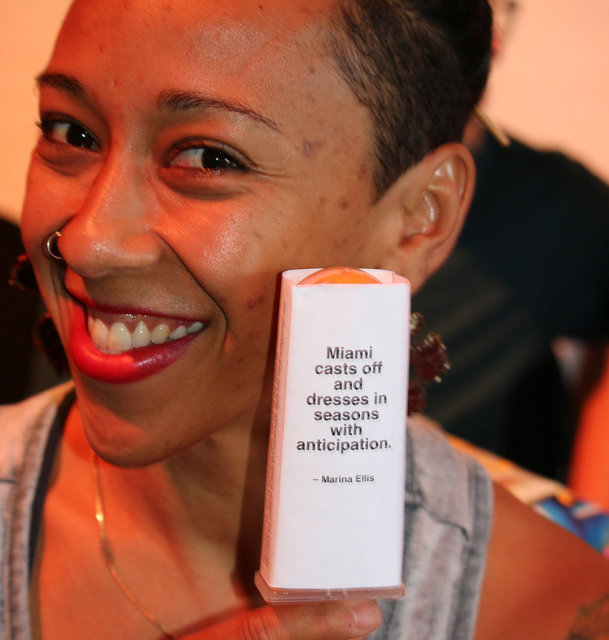 Miami
casts off
and
dresses in
seasons
with
anticipation.
-- Marina Ellis